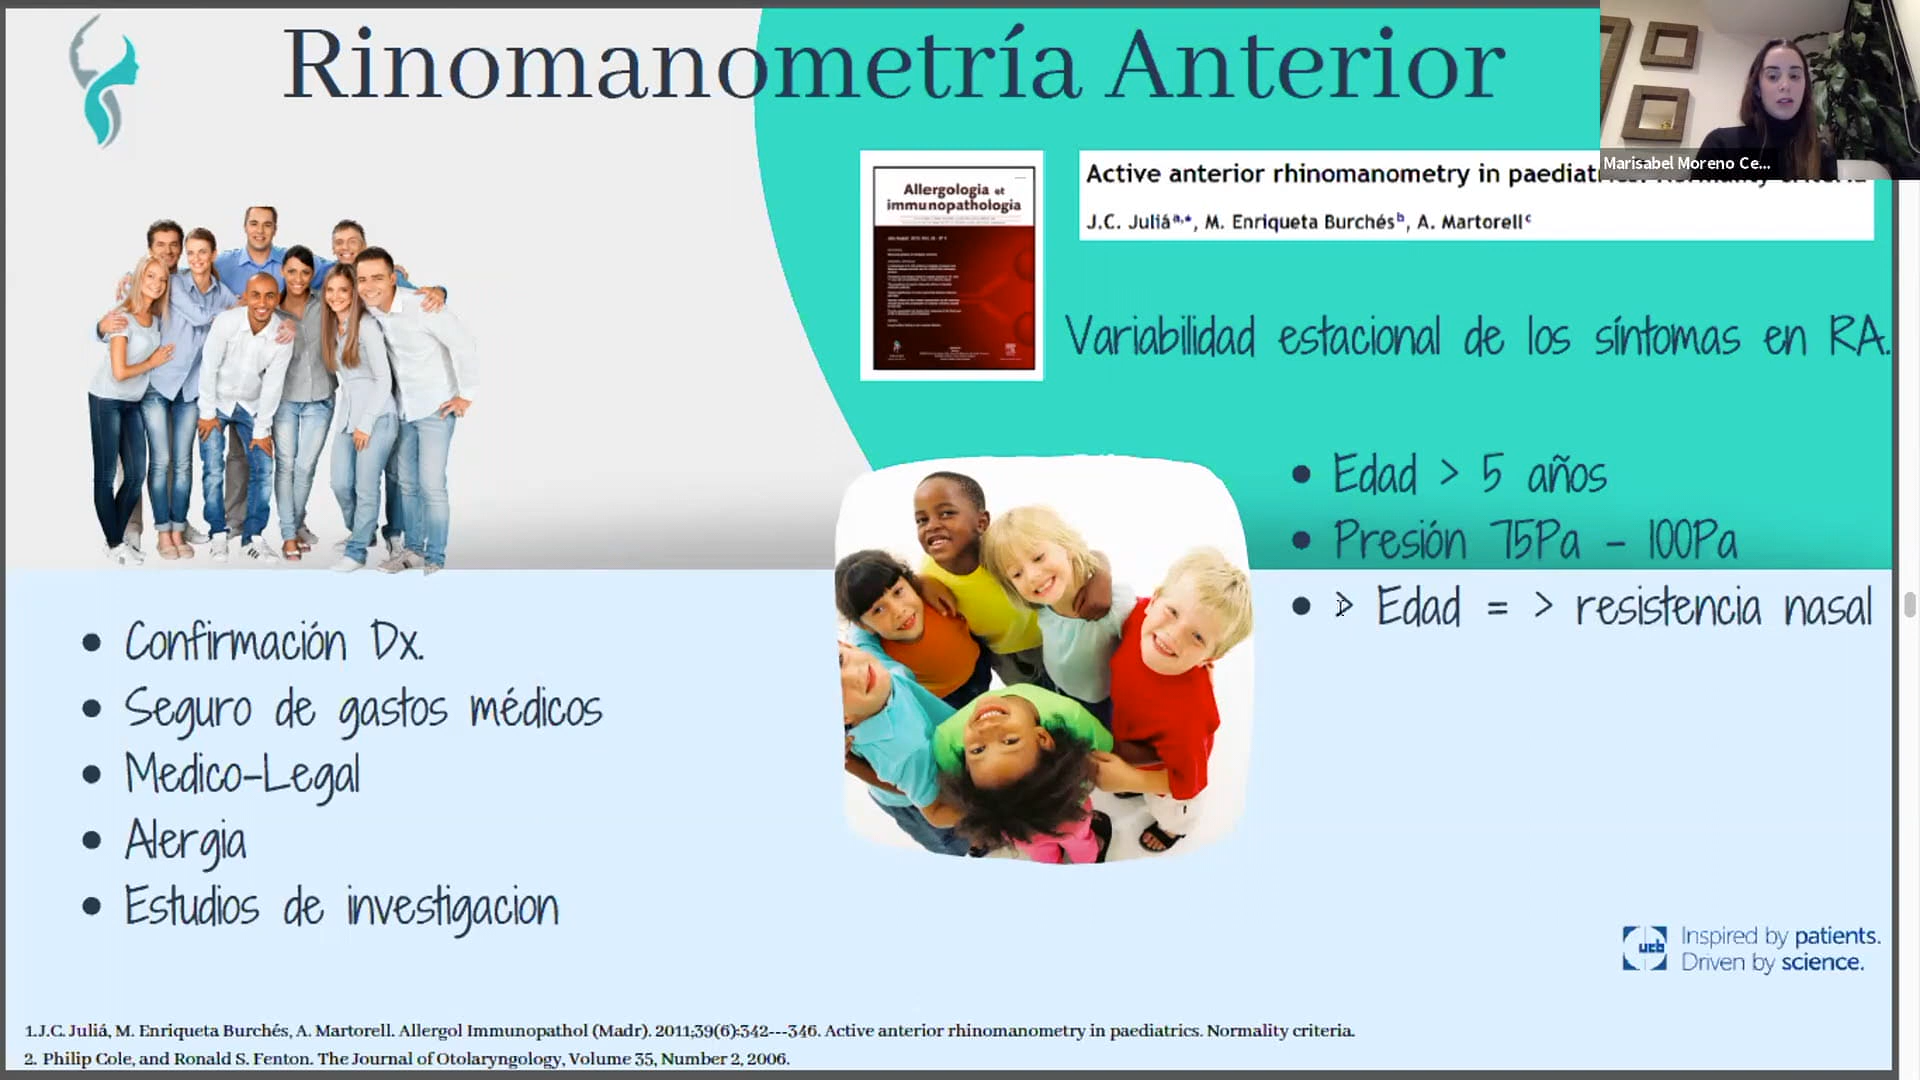 Rinomanometría Anterior
Marisabel Moreno Ce...
Allergologia et
immunopathologia
Active anterior rhinomanometry in paediatrics. Normality criteria
J.C. Juliá a,*, M. Enriqueta Burchés b, A. Martorell c
Variabilidad estacional de los síntomas en RA.
• Edad > 5 años
• Presión 75Pa - 100Pa
• > Edad = > resistencia nasal
• Confirmación Dx.
• Seguro de gastos médicos
• Medico-Legal
• Alergia
• Estudios de investigacion
ucb
Inspired by patients.
Driven by science.
1.J.C. Juliá, M. Enriqueta Burchés, A. Martorell. Allergol Immunopathol (Madr). 2011;39(6):342---346. Active anterior rhinomanometry in paediatrics. Normality criteria.
2. Philip Cole, and Ronald S. Fenton. The Journal of Otolaryngology, Volume 35, Number 2, 2006.